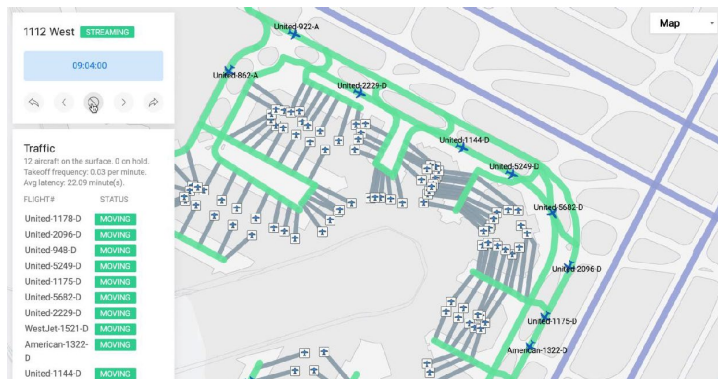 1112 West STREAMING
09:04:00
Traffic
12 aircraft on the surface. 0 on hold.
Takeoff frequency: 0.03 per minute.
Avg latency: 22.09 minute(s).
FLIGHT# STATUS
United-1178-D MOVING
United-2096-D MOVING
United-948-D MOVING
United-5249-D MOVING
United-1175-D MOVING
United-5682-D MOVING
United-2229-D MOVING
WestJet-1521-D MOVING
American-1322-
D MOVING
United-1144-D MOVING
Map
United-922-A
United-862-A
United-2229-D
United-1144-D
United-5249-D
United-5682-D
United-2096-D
United-1175-D
American-1322-D